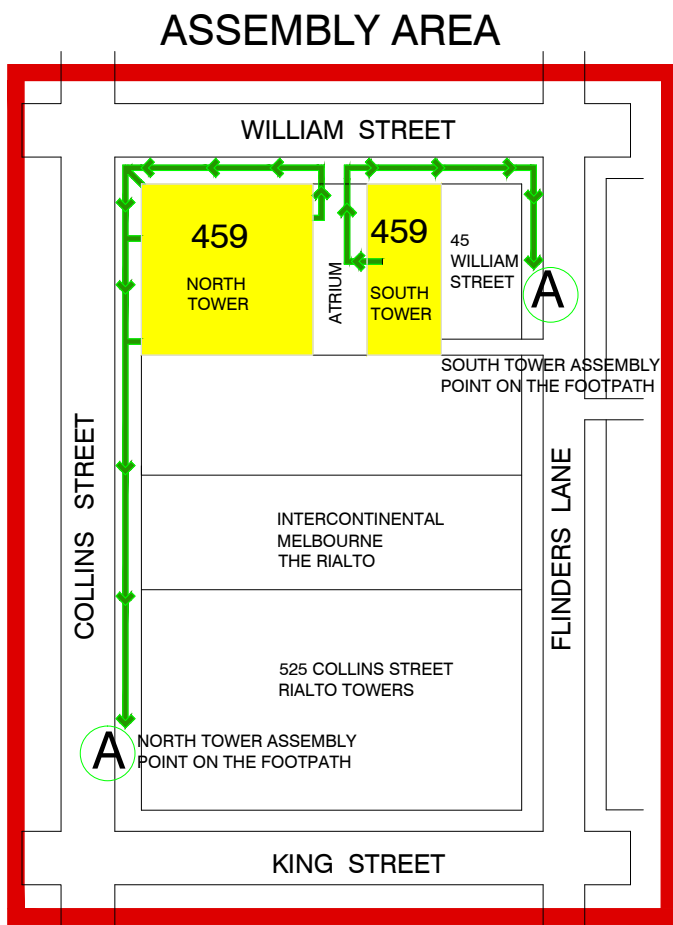 ASSEMBLY AREA
WILLIAM STREET
459
NORTH
TOWER
ATRIUM
459
SOUTH
TOWER
45
WILLIAM
STREET
A
SOUTH TOWER ASSEMBLY
POINT ON THE FOOTPATH
COLLINS STREET
FLINDERS LANE
INTERCONTINENTAL
MELBOURNE
THE RIALTO
525 COLLINS STREET
RIALTO TOWERS
A
NORTH TOWER ASSEMBLY
POINT ON THE FOOTPATH
KING STREET